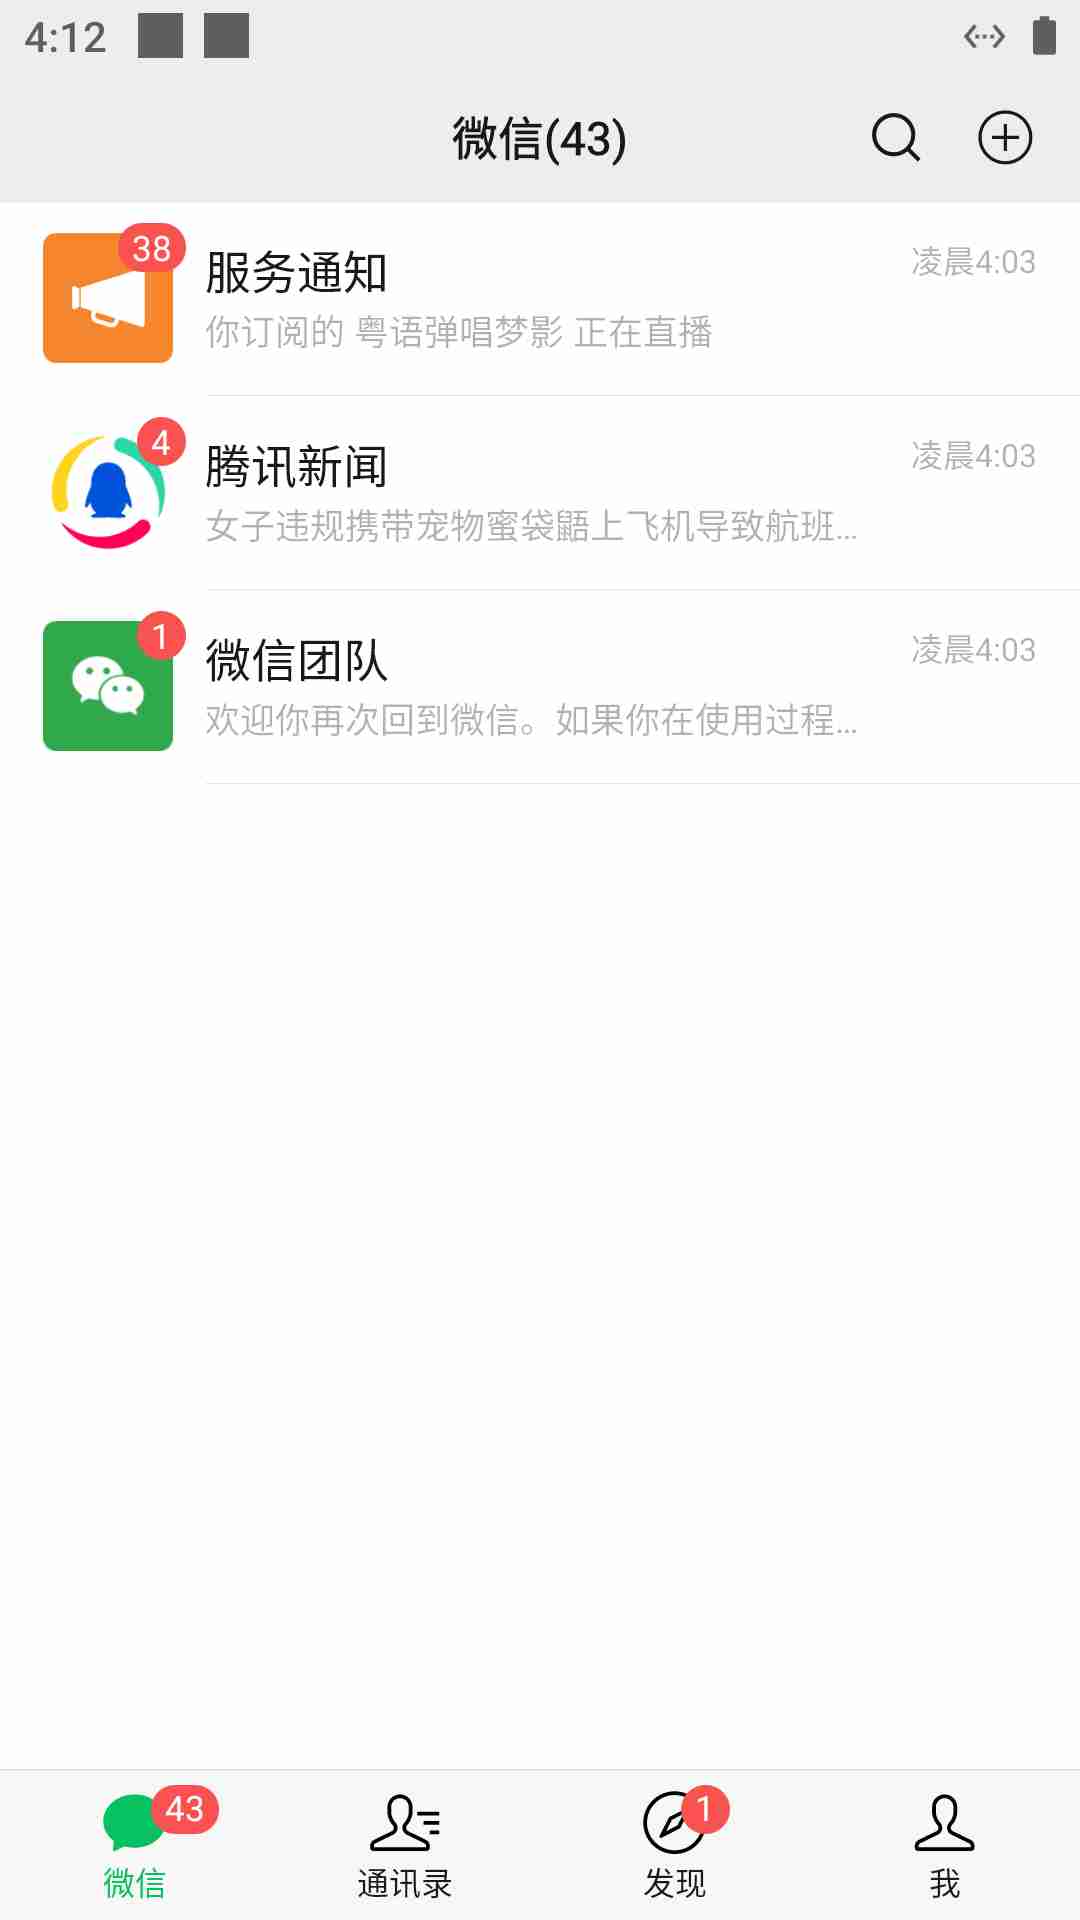 4:12
微信(43)
38
服务通知
凌晨4:03
你订阅的 粤语弹唱梦影 正在直播
4
腾讯新闻
凌晨4:03
女子违规携带宠物蜜袋鼯上飞机导致航班...
1
微信团队
凌晨4:03
欢迎你再次回到微信。如果你在使用过程...
43
1
微信
通讯录
发现
我